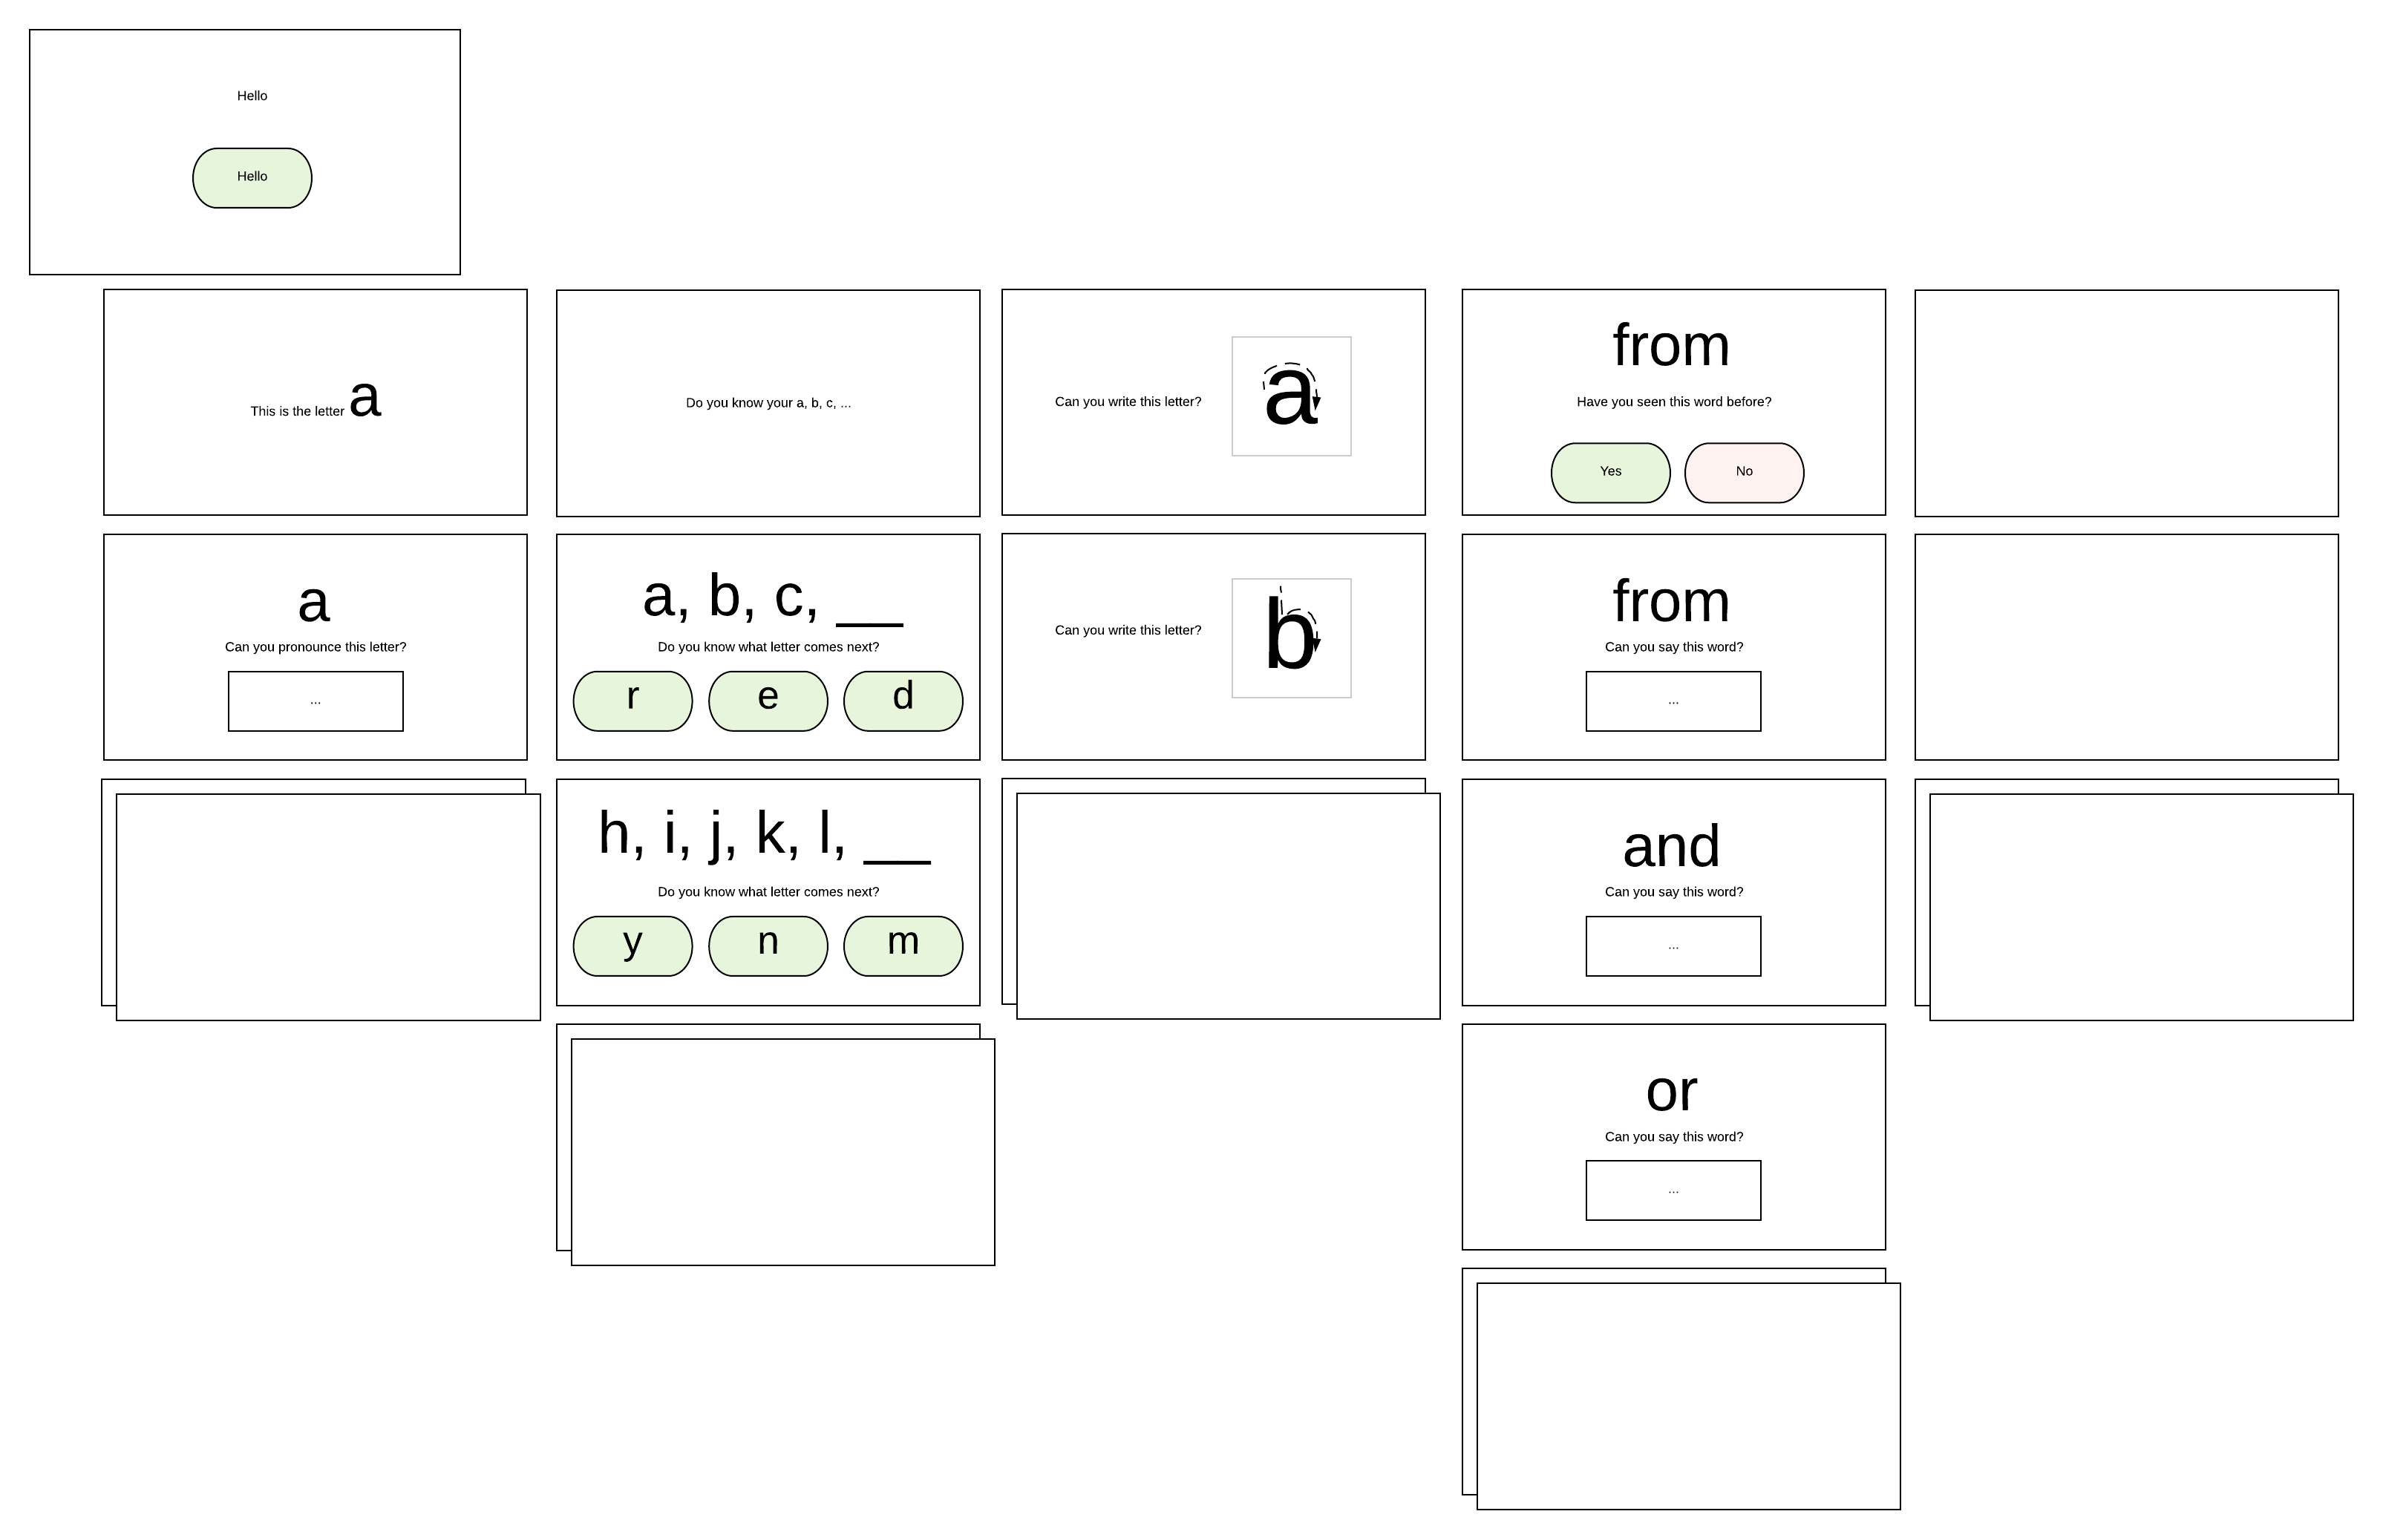 Hello
Hello
This is the letter a
Do you know your a, b, c, ...
Can you write this letter?
a
from
Have you seen this word before?
Yes No
a
Can you pronounce this letter?
...
a, b, c, __
Do you know what letter comes next?
r e d
Can you write this letter?
b
from
Can you say this word?
...
h, i, j, k, l, __
Do you know what letter comes next?
y n m
and
Can you say this word?
...
or
Can you say this word?
...